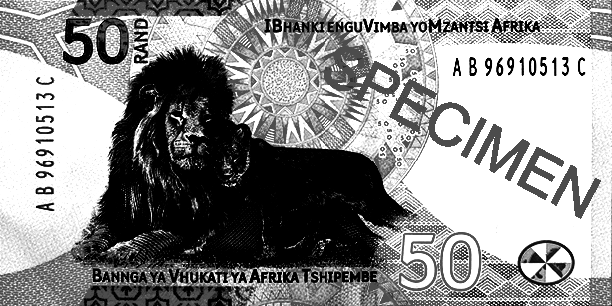 50
RAND
IBHANKI ENGUVIMBA YOMZANTSI AFRIKA
A B 96910513 C
SPECIMEN
A B 96910513 C
BANNGA YA VHUKATI YA AFRIKA TSHIPEMBE
50